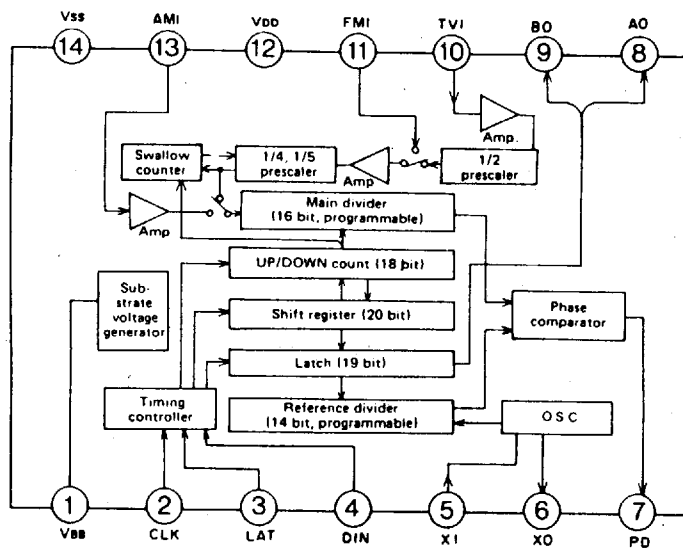 VSS AMI VDD FMI TVI BO AO
14 13 12 11 10 9 8
Amp.
Swallow
counter
1/4, 1/5
prescaler
Amp
1/2
prescaler
Amp
Main divider
(16 bit, programmable)
UP/DOWN count (18 bit)
Sub-
strate
voltage
generator
Shift register (20 bit)
Phase
comparator
Latch (19 bit)
Timing
controller
Reference divider
(14 bit, programmable)
OSC
1 2 3 4 5 6 7
VBB CLK LAT DIN XI XO PD